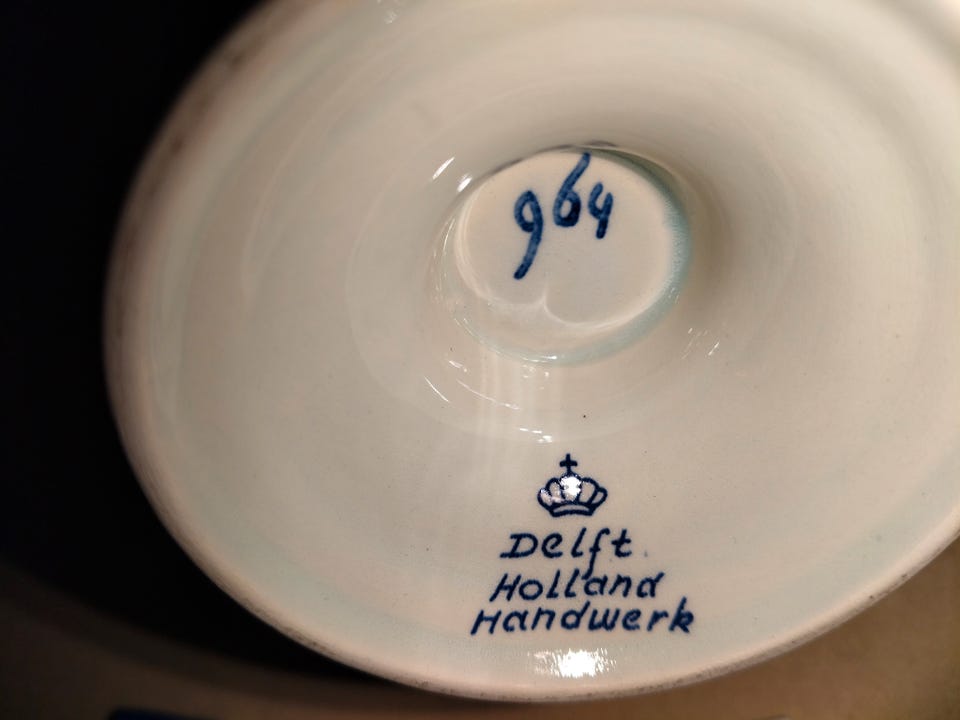 964
Delft
Holland
Handwerk